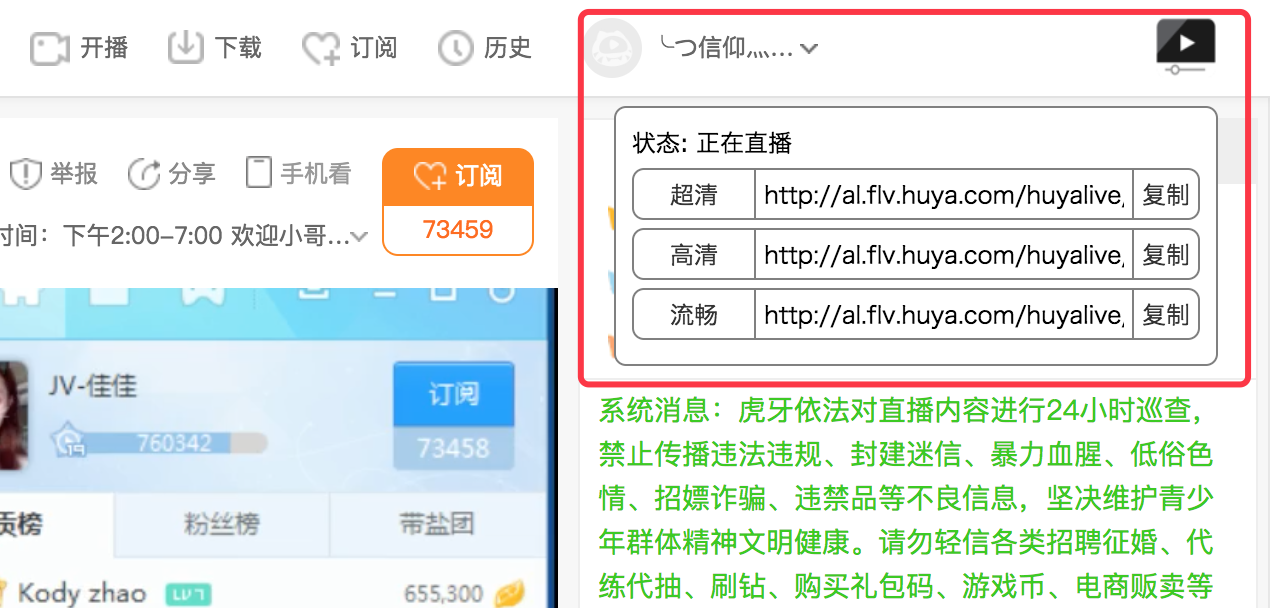 开播 下载 订阅 历史 ╰つ信仰灬...
状态: 正在直播
超清 http://al.flv.huya.com/huyalive, 复制
高清 http://al.flv.huya.com/huyalive, 复制
流畅 http://al.flv.huya.com/huyalive, 复制
举报 分享 手机看 订阅
73459
时间：下午2:00-7:00 欢迎小哥...
JV-佳佳 订阅
19 760342 73458
贡榜 粉丝榜 带盐团
Kody zhao LV7 655,300
系统消息：虎牙依法对直播内容进行24小时巡查，
禁止传播违法违规、封建迷信、暴力血腥、低俗色
情、招嫖诈骗、违禁品等不良信息，坚决维护青少
年群体精神文明健康。请勿轻信各类招聘征婚、代
练代抽、刷钻、购买礼包码、游戏币、电商贩卖等